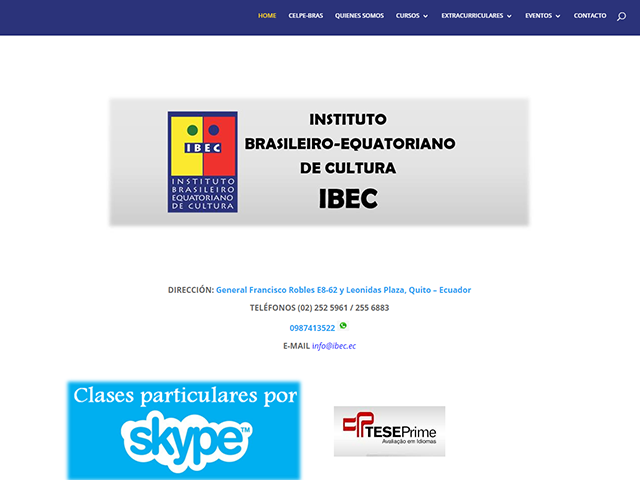 HOME CELPE-BRAS QUIENES SOMOS CURSOS EXTRACURRICULARES EVENTOS CONTACTO
IBEC
INSTITUTO
BRASILEIRO
EQUATORIANO
DE CULTURA
INSTITUTO
BRASILEIRO-EQUATORIANO
DE CULTURA
IBEC
DIRECCIÓN: General Francisco Robles E8-62 y Leonidas Plaza, Quito – Ecuador
TELÉFONOS (02) 252 5961 / 255 6883
0987413522
E-MAIL info@ibec.ec
Clases particulares por
skype™
TESEPrime
Avaliação em Idiomas